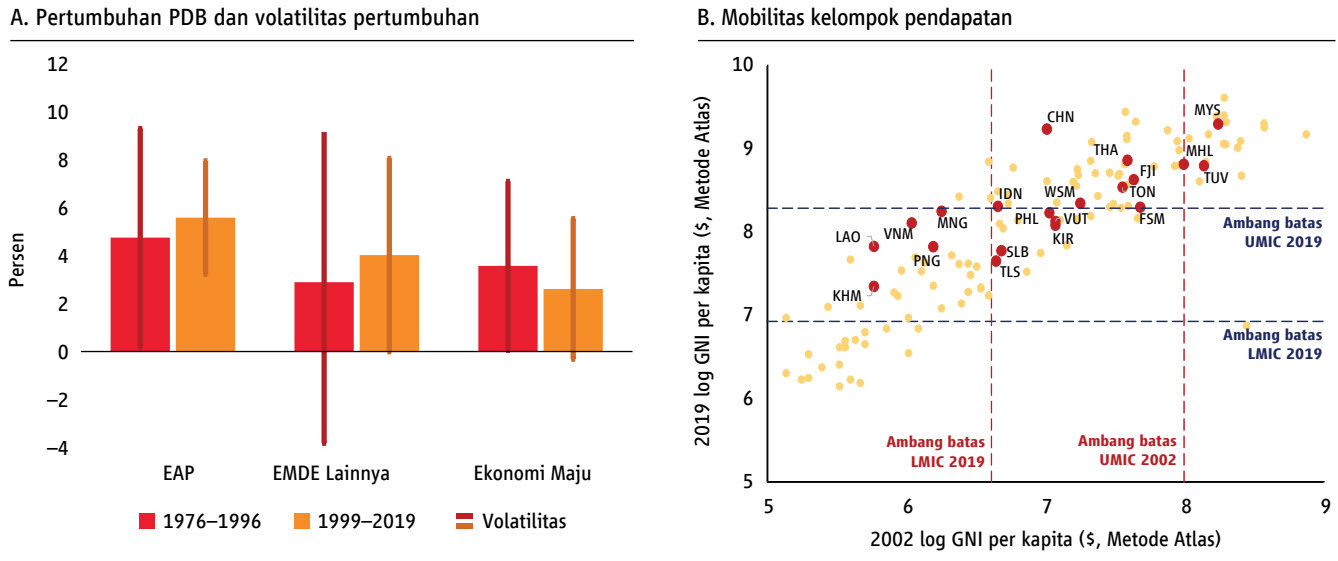 A. Pertumbuhan PDB dan volatilitas pertumbuhan
Persen
12
10
8
6
4
2
0
–2
–4
EAP
EMDE Lainnya
Ekonomi Maju
1976–1996
1999–2019
Volatilitas
B. Mobilitas kelompok pendapatan
2019 log GNI per kapita ($, Metode Atlas)
10
9
8
7
6
5
CHN
MYS
THA
MHL
FJI
TUV
IDN
WSM
TON
PHL
VUT
FSM
MNG
VNM
KIR
LAO
PNG
SLB
TLS
KHM
Ambang batas
UMIC 2019
Ambang batas
LMIC 2019
Ambang batas
LMIC 2019
Ambang batas
UMIC 2002
5
6
7
8
9
2002 log GNI per kapita ($, Metode Atlas)